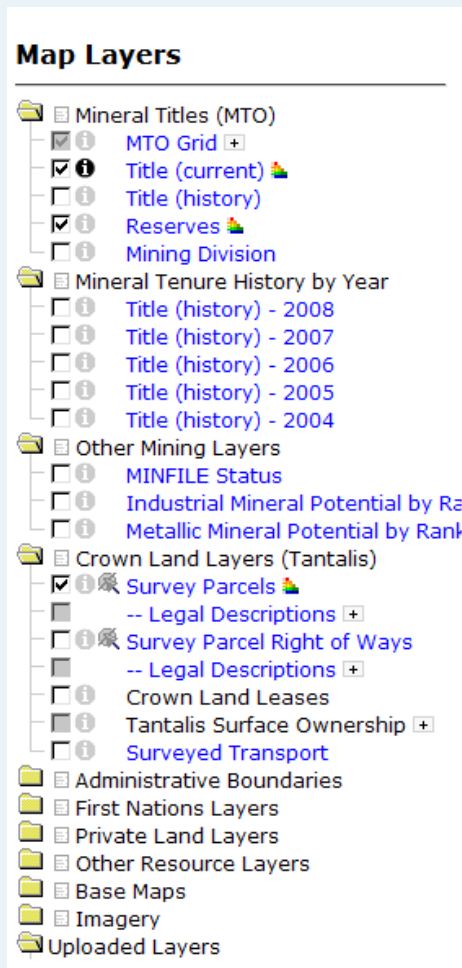 Map Layers
Mineral Titles (MTO)
MTO Grid +
Title (current)
Title (history)
Reserves
Mining Division
Mineral Tenure History by Year
Title (history) - 2008
Title (history) - 2007
Title (history) - 2006
Title (history) - 2005
Title (history) - 2004
Other Mining Layers
MINFILE Status
Industrial Mineral Potential by Ra
Metallic Mineral Potential by Rank
Crown Land Layers (Tantalis)
Survey Parcels
-- Legal Descriptions +
Survey Parcel Right of Ways
-- Legal Descriptions +
Crown Land Leases
Tantalis Surface Ownership +
Surveyed Transport
Administrative Boundaries
First Nations Layers
Private Land Layers
Other Resource Layers
Base Maps
Imagery
Uploaded Layers